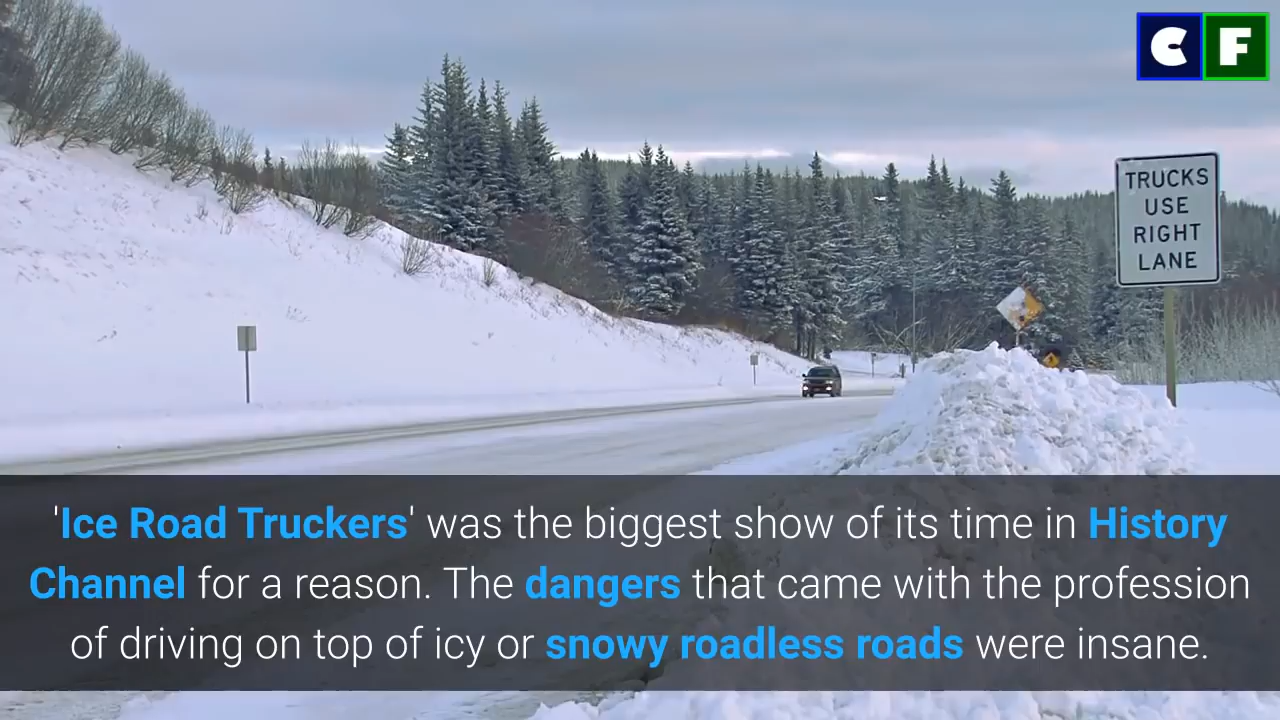 C F
TRUCKS
USE
RIGHT
LANE
'Ice Road Truckers' was the biggest show of its time in History
Channel for a reason. The dangers that came with the profession
of driving on top of icy or snowy roadless roads were insane.